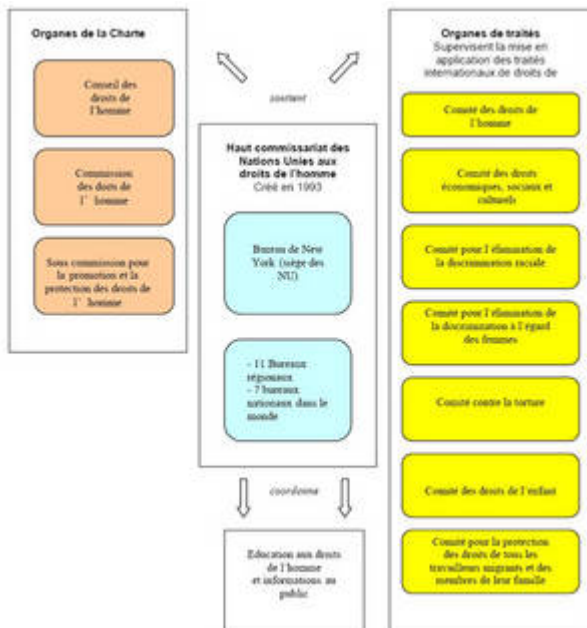 Organes de la Charte
Conseil des
droits de
l'homme
Commission
des doits de
l' homme
Sous commission pour
la promotion et la
protection des droits de
l' homme
soutient
Haut commissariat des
Nations Unies aux
droits de l'homme
Créé en 1993
Bureau de New
York (siège des
NU)
- 11 Bureaux
régionaux
- 7 bureaux
nationaux dans le
monde
coordonne
Education aux droits
de l'homme
et informations au
public
Organes de traités
Supervisent la mise en
application des traités
internationaux de droits de
Comité des droits de
l'homme
Comité des droits
économiques, sociaux et
culturels
Comité pour l'élimination de
la discrimination raciale
Comité pour l'élimination de
la discrimination à l'égard
des femmes
Comité contre la torture
Comité des droits de l'enfant
Comité pour la protection
des droits de tous les
travailleurs migrants et des
membres de leur famille